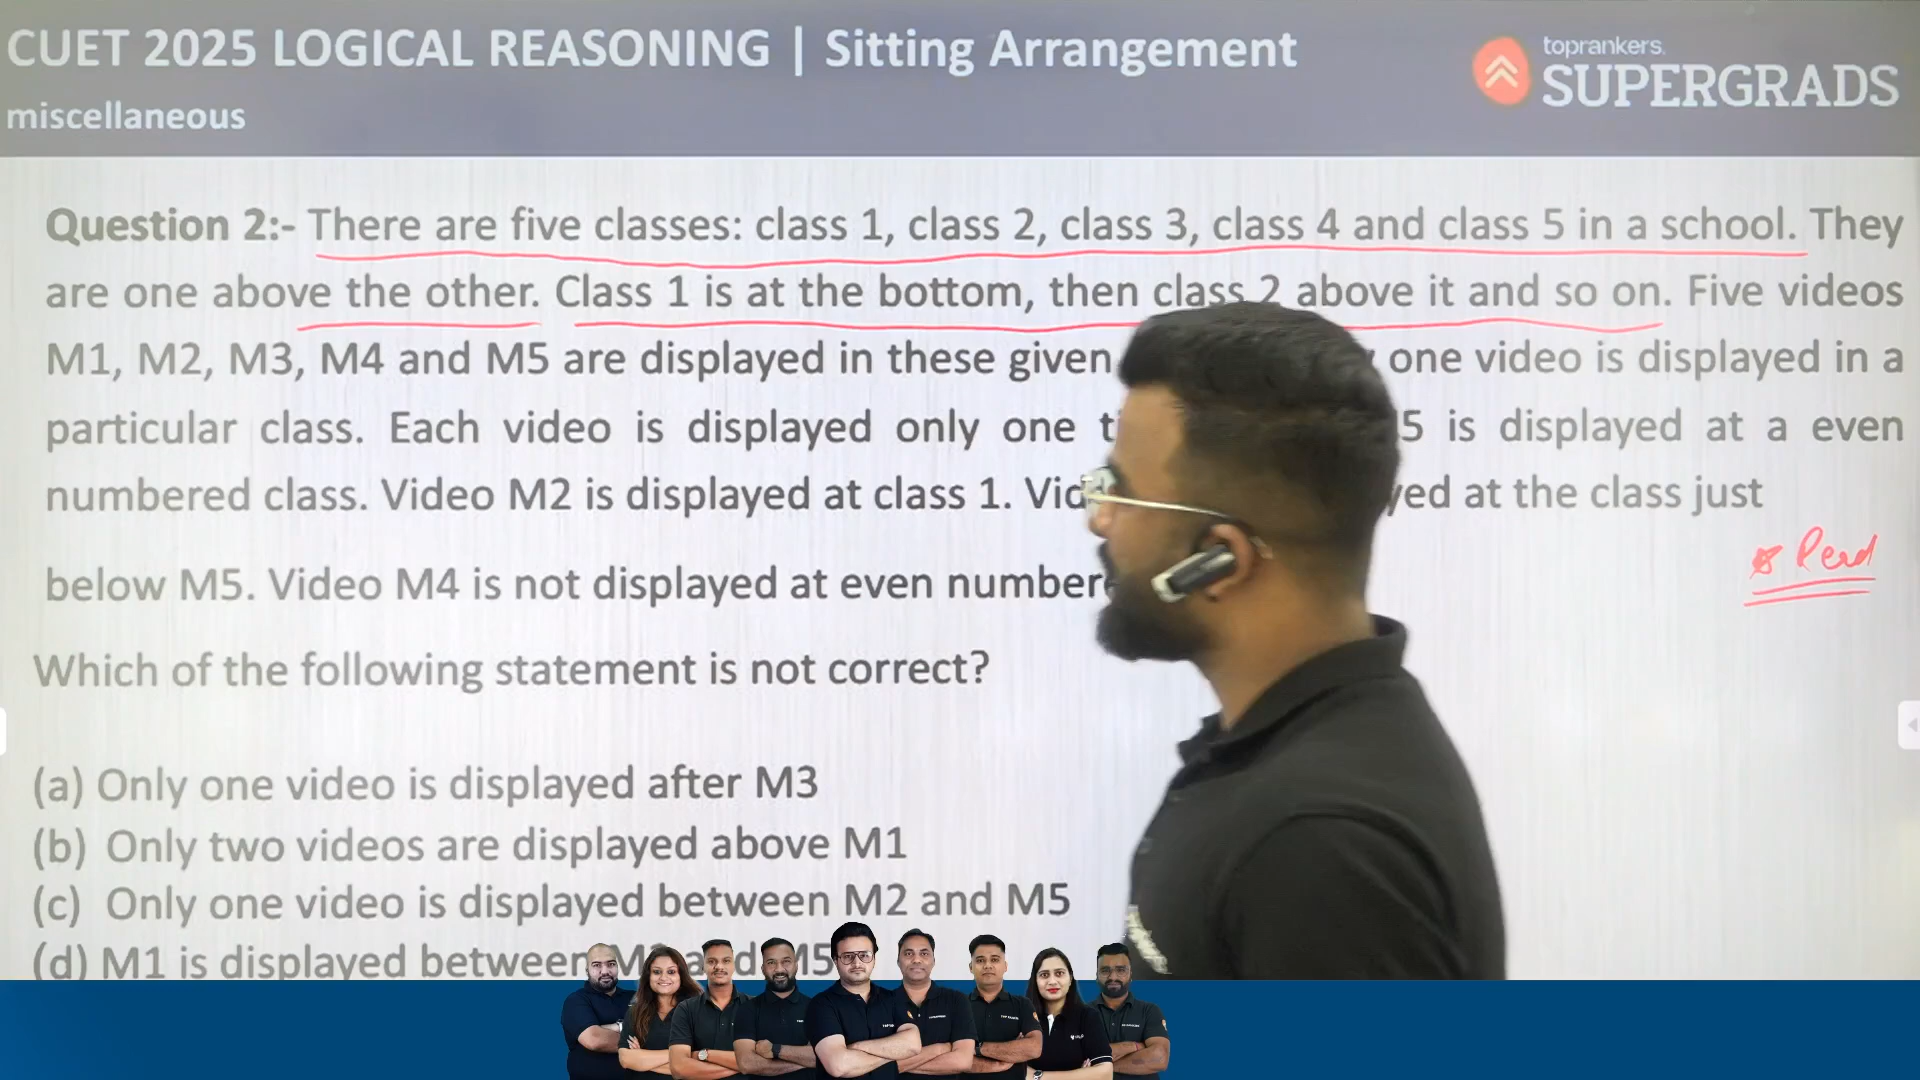 CUET 2025 LOGICAL REASONING | Sitting Arrangement
miscellaneous
toprankers
SUPERGRADS
Question 2:- There are five classes: class 1, class 2, class 3, class 4 and class 5 in a school. They
are one above the other. Class 1 is at the bottom, then class 2 above it and so on. Five videos
M1, M2, M3, M4 and M5 are displayed in these given one video is displayed in a
particular class. Each video is displayed only one 5 is displayed at a even
numbered class. Video M2 is displayed at class 1. at the class just
below M5. Video M4 is not displayed at even
Read
Which of the following statement is not correct?
(a) Only one video is displayed after M3
(b) Only two videos are displayed above M1
(c) Only one video is displayed between M2 and M5
(d) M1 is displayed between